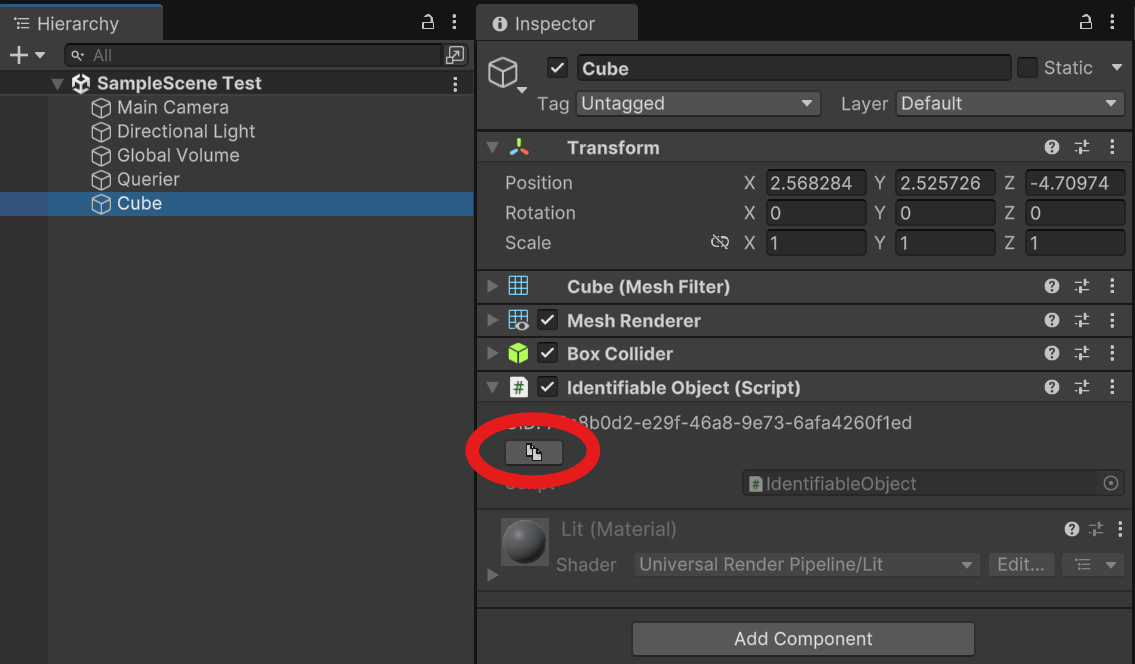 Hierarchy
All
SampleScene Test
Main Camera
Directional Light
Global Volume
Querier
Cube
Inspector
Cube
Static
Tag Untagged Layer Default
Transform
Position X 2.568284 Y 2.525726 Z -4.70974
Rotation X 0 Y 0 Z 0
Scale X 1 Y 1 Z 1
Cube (Mesh Filter)
Mesh Renderer
Box Collider
# Identifiable Object (Script)
8b0d2-e29f-46a8-9e73-6afa4260f1ed
# IdentifiableObject
Lit (Material)
Shader Universal Render Pipeline/Lit Edit...
Add Component